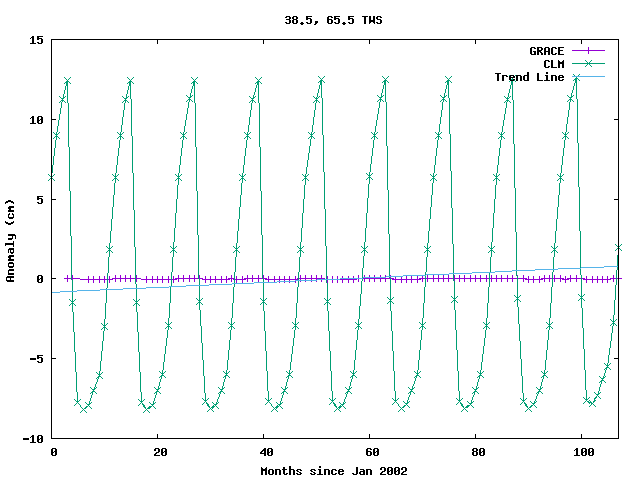 38.5, 65.5 TWS
GRACE
CLM
Trend Line
15
10
5
0
-5
-10
Anomaly (cm)
0 20 40 60 80 100
Months since Jan 2002